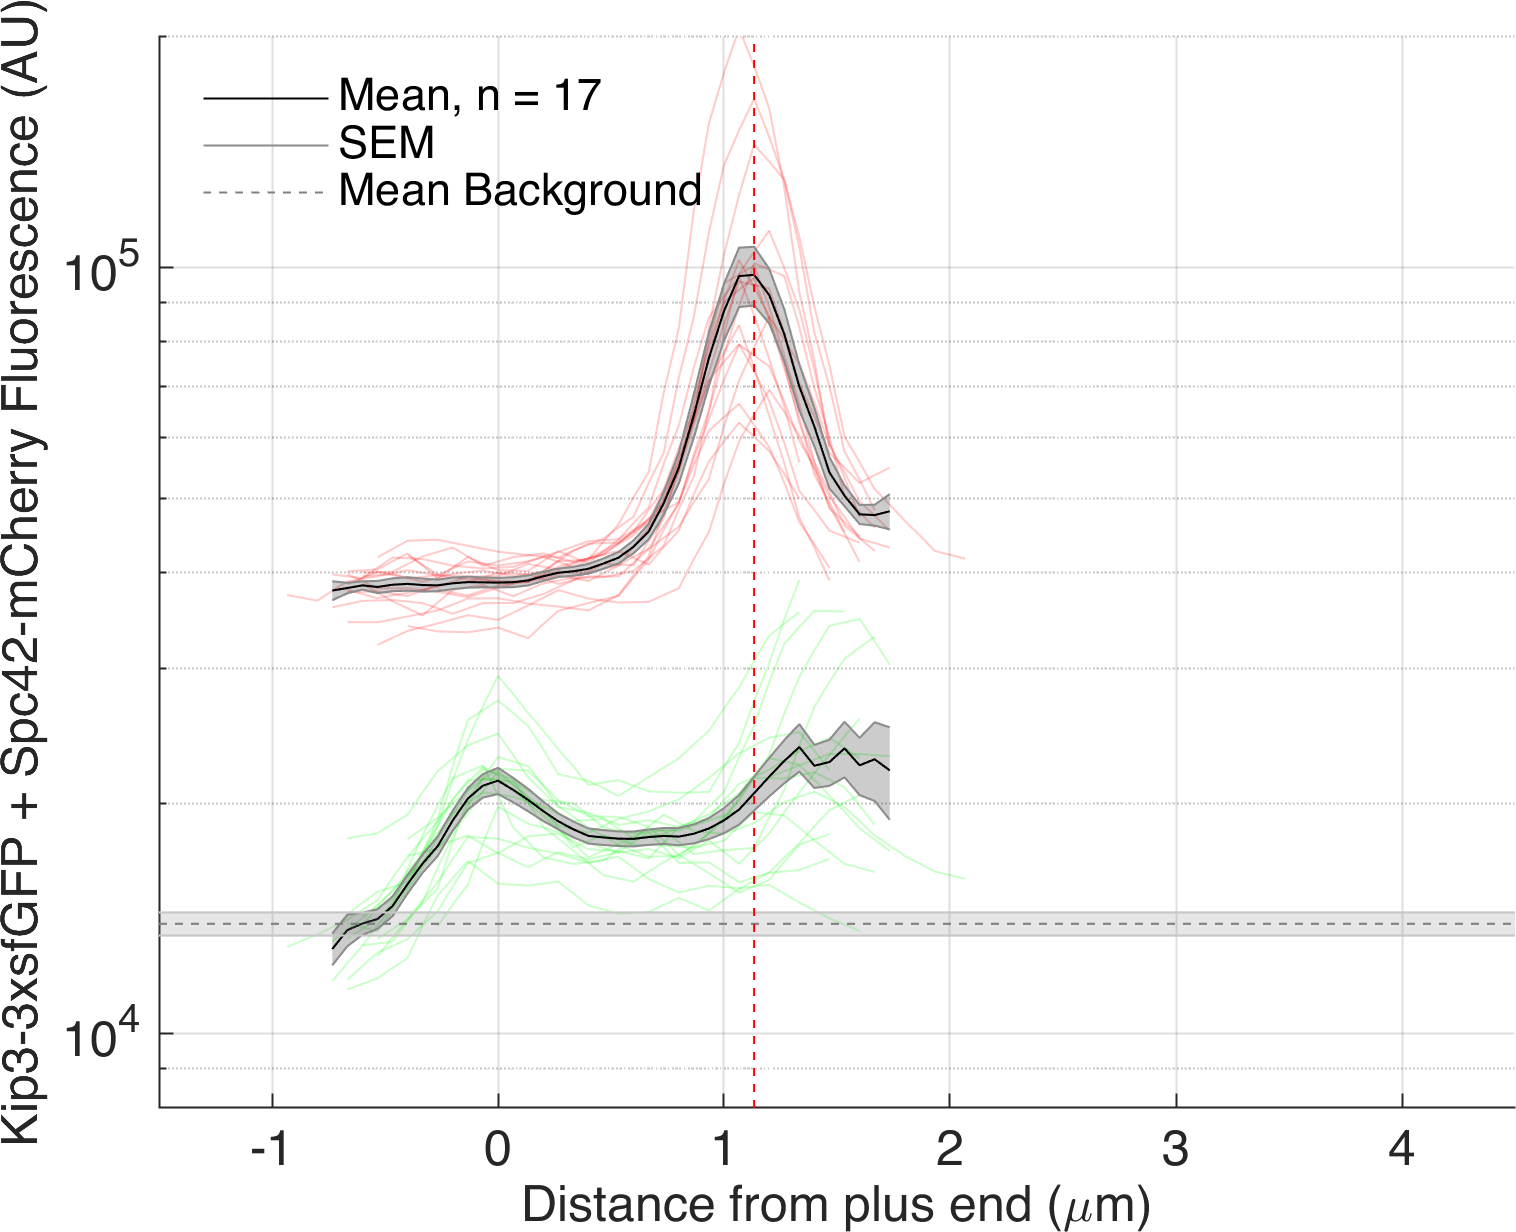 Kip3-3xsfGFP + Spc42-mCherry Fluorescence (AU)
Mean, n = 17
SEM
Mean Background
10^5
10^4
-1 0 1 2 3 4
Distance from plus end (μm)